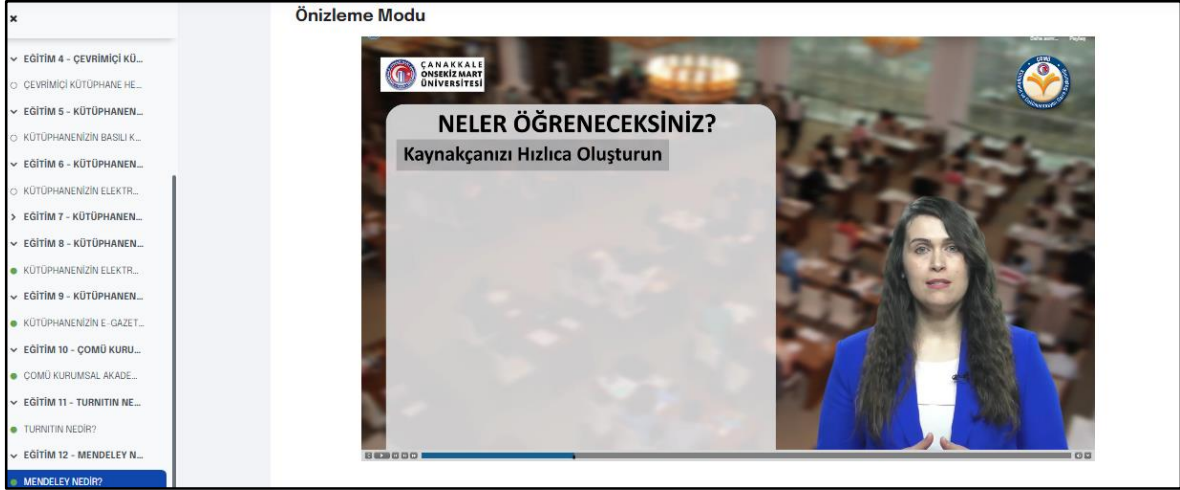 Önizleme Modu
EĞİTİM 4 - ÇEVRİMİÇİ KÜ...
ÇEVRİMİÇİ KÜTÜPHANE HE...
EĞİTİM 5 - KÜTÜPHANEN...
KÜTÜPHANENİZİN BASILI K...
EĞİTİM 6 - KÜTÜPHANEN...
KÜTÜPHANENİZİN ELEKTR...
EĞİTİM 7 - KÜTÜPHANEN...
EĞİTİM 8 - KÜTÜPHANEN...
KÜTÜPHANENİZİN ELEKTR...
EĞİTİM 9 - KÜTÜPHANEN...
KÜTÜPHANENİZİN E-GAZET...
EĞİTİM 10 - ÇOMÜ KURU...
ÇOMÜ KURUMSAL AKADE...
EĞİTİM 11 - TURNITIN NE...
TURNITIN NEDİR?
EĞİTİM 12 - MENDELEY N...
MENDELEY NEDİR?
ÇANAKKALE
ONSEKİZ MART
ÜNİVERSİTESİ
NELER ÖĞRENECEKSİNİZ?
Kaynakçanızı Hızlıca Oluşturun